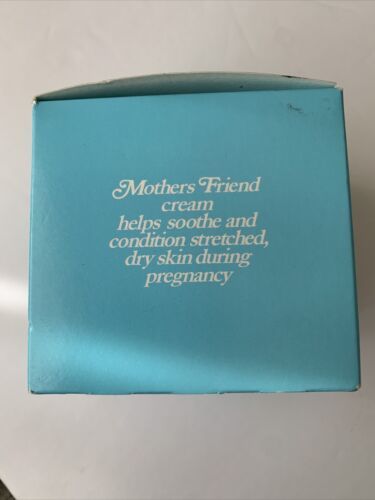 Mothers Friend
cream
helps soothe and
condition stretched,
dry skin during
pregnancy